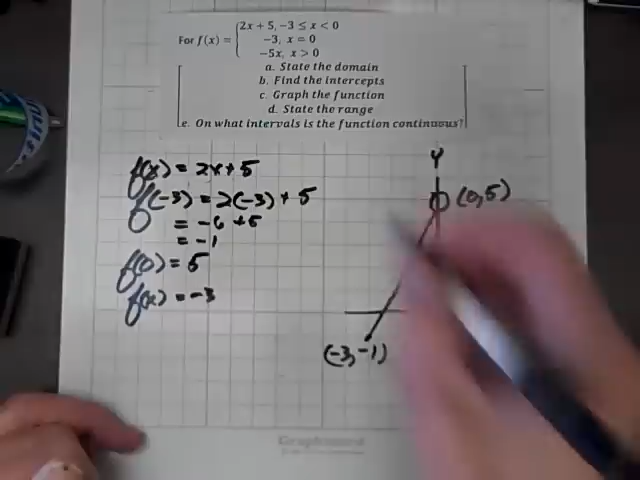 For f(x) = { 2x + 5, -3 ≤ x < 0
-3, x = 0
-5x, x > 0
a. State the domain
b. Find the intercepts
c. Graph the function
d. State the range
e. On what intervals is the function continuous?
f(x) = 2x+5
f(-3) = 2(-3) + 5
= -6 +5
= -1
f(0) = 5
f(x) = -3
y
(0,5)
(-3,-1)